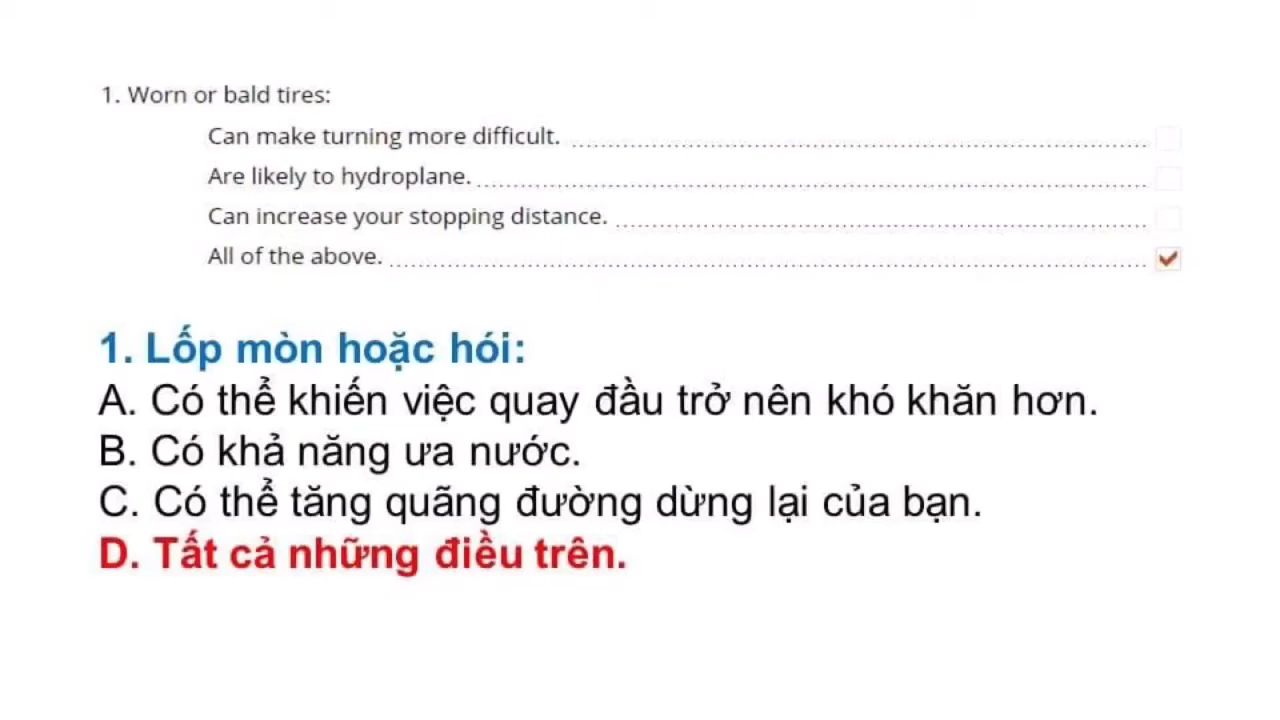 1. Worn or bald tires:
Can make turning more difficult.
Are likely to hydroplane.
Can increase your stopping distance.
All of the above.
1. Lốp mòn hoặc hói:
A. Có thể khiến việc quay đầu trở nên khó khăn hơn.
B. Có khả năng ưa nước.
C. Có thể tăng quãng đường dừng lại của bạn.
D. Tất cả những điều trên.